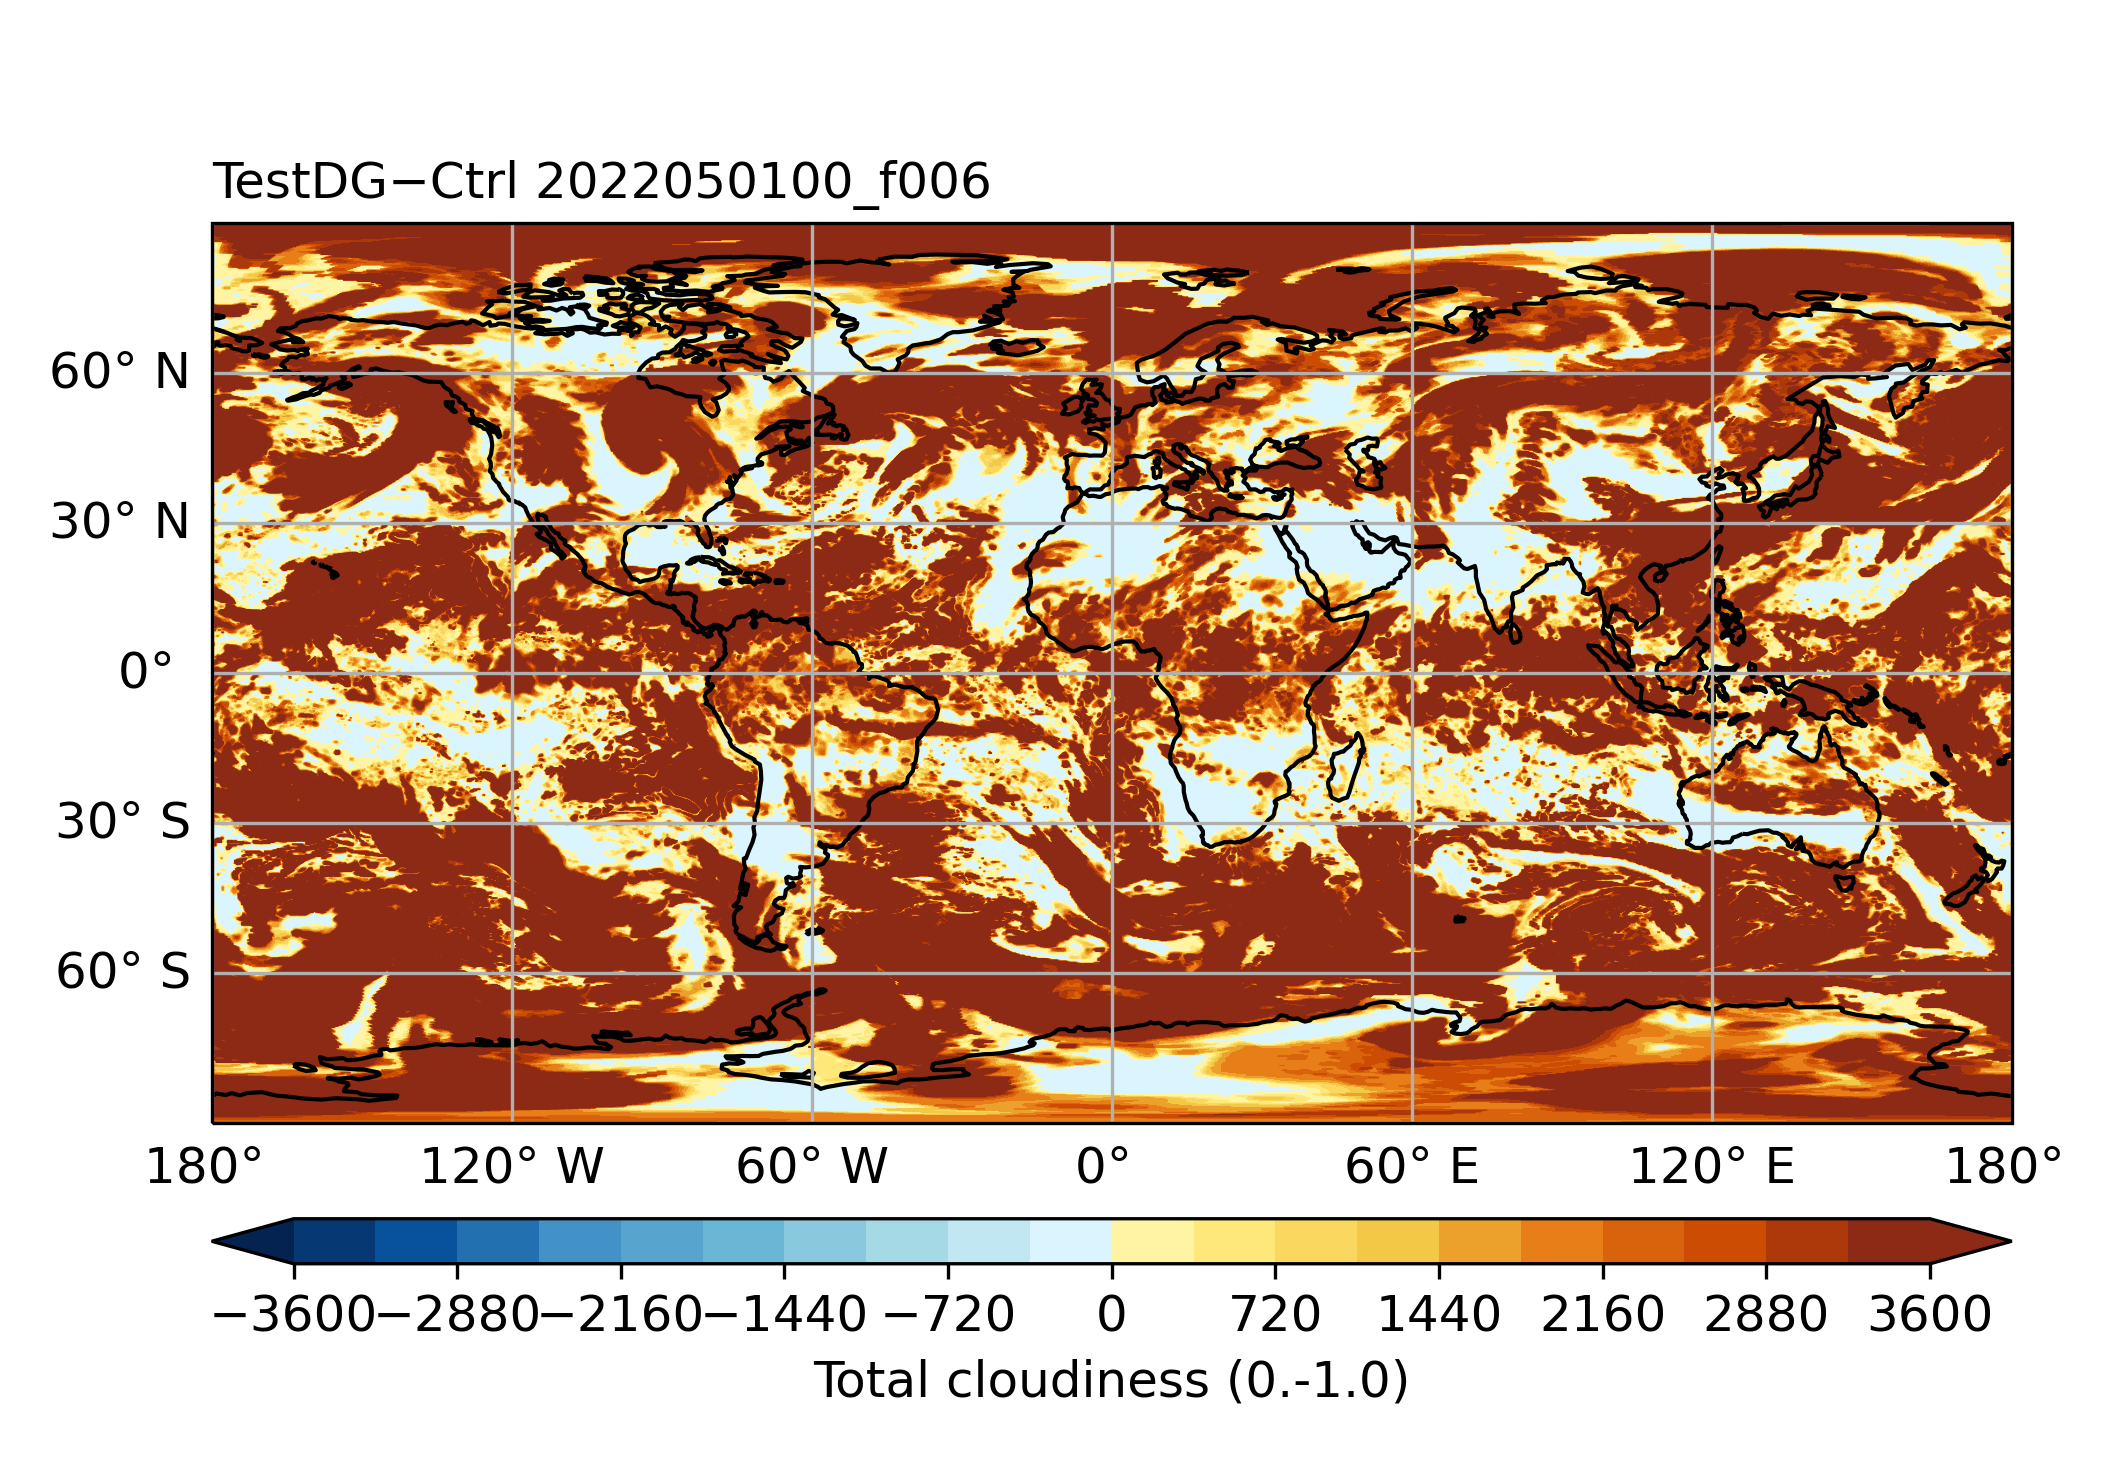 TestDG−Ctrl 2022050100_f006
60° N
30° N
0°
30° S
60° S
180° 120° W 60° W 0° 60° E 120° E 180°
−3600 −2880 −2160 −1440 −720 0 720 1440 2160 2880 3600
Total cloudiness (0.-1.0)